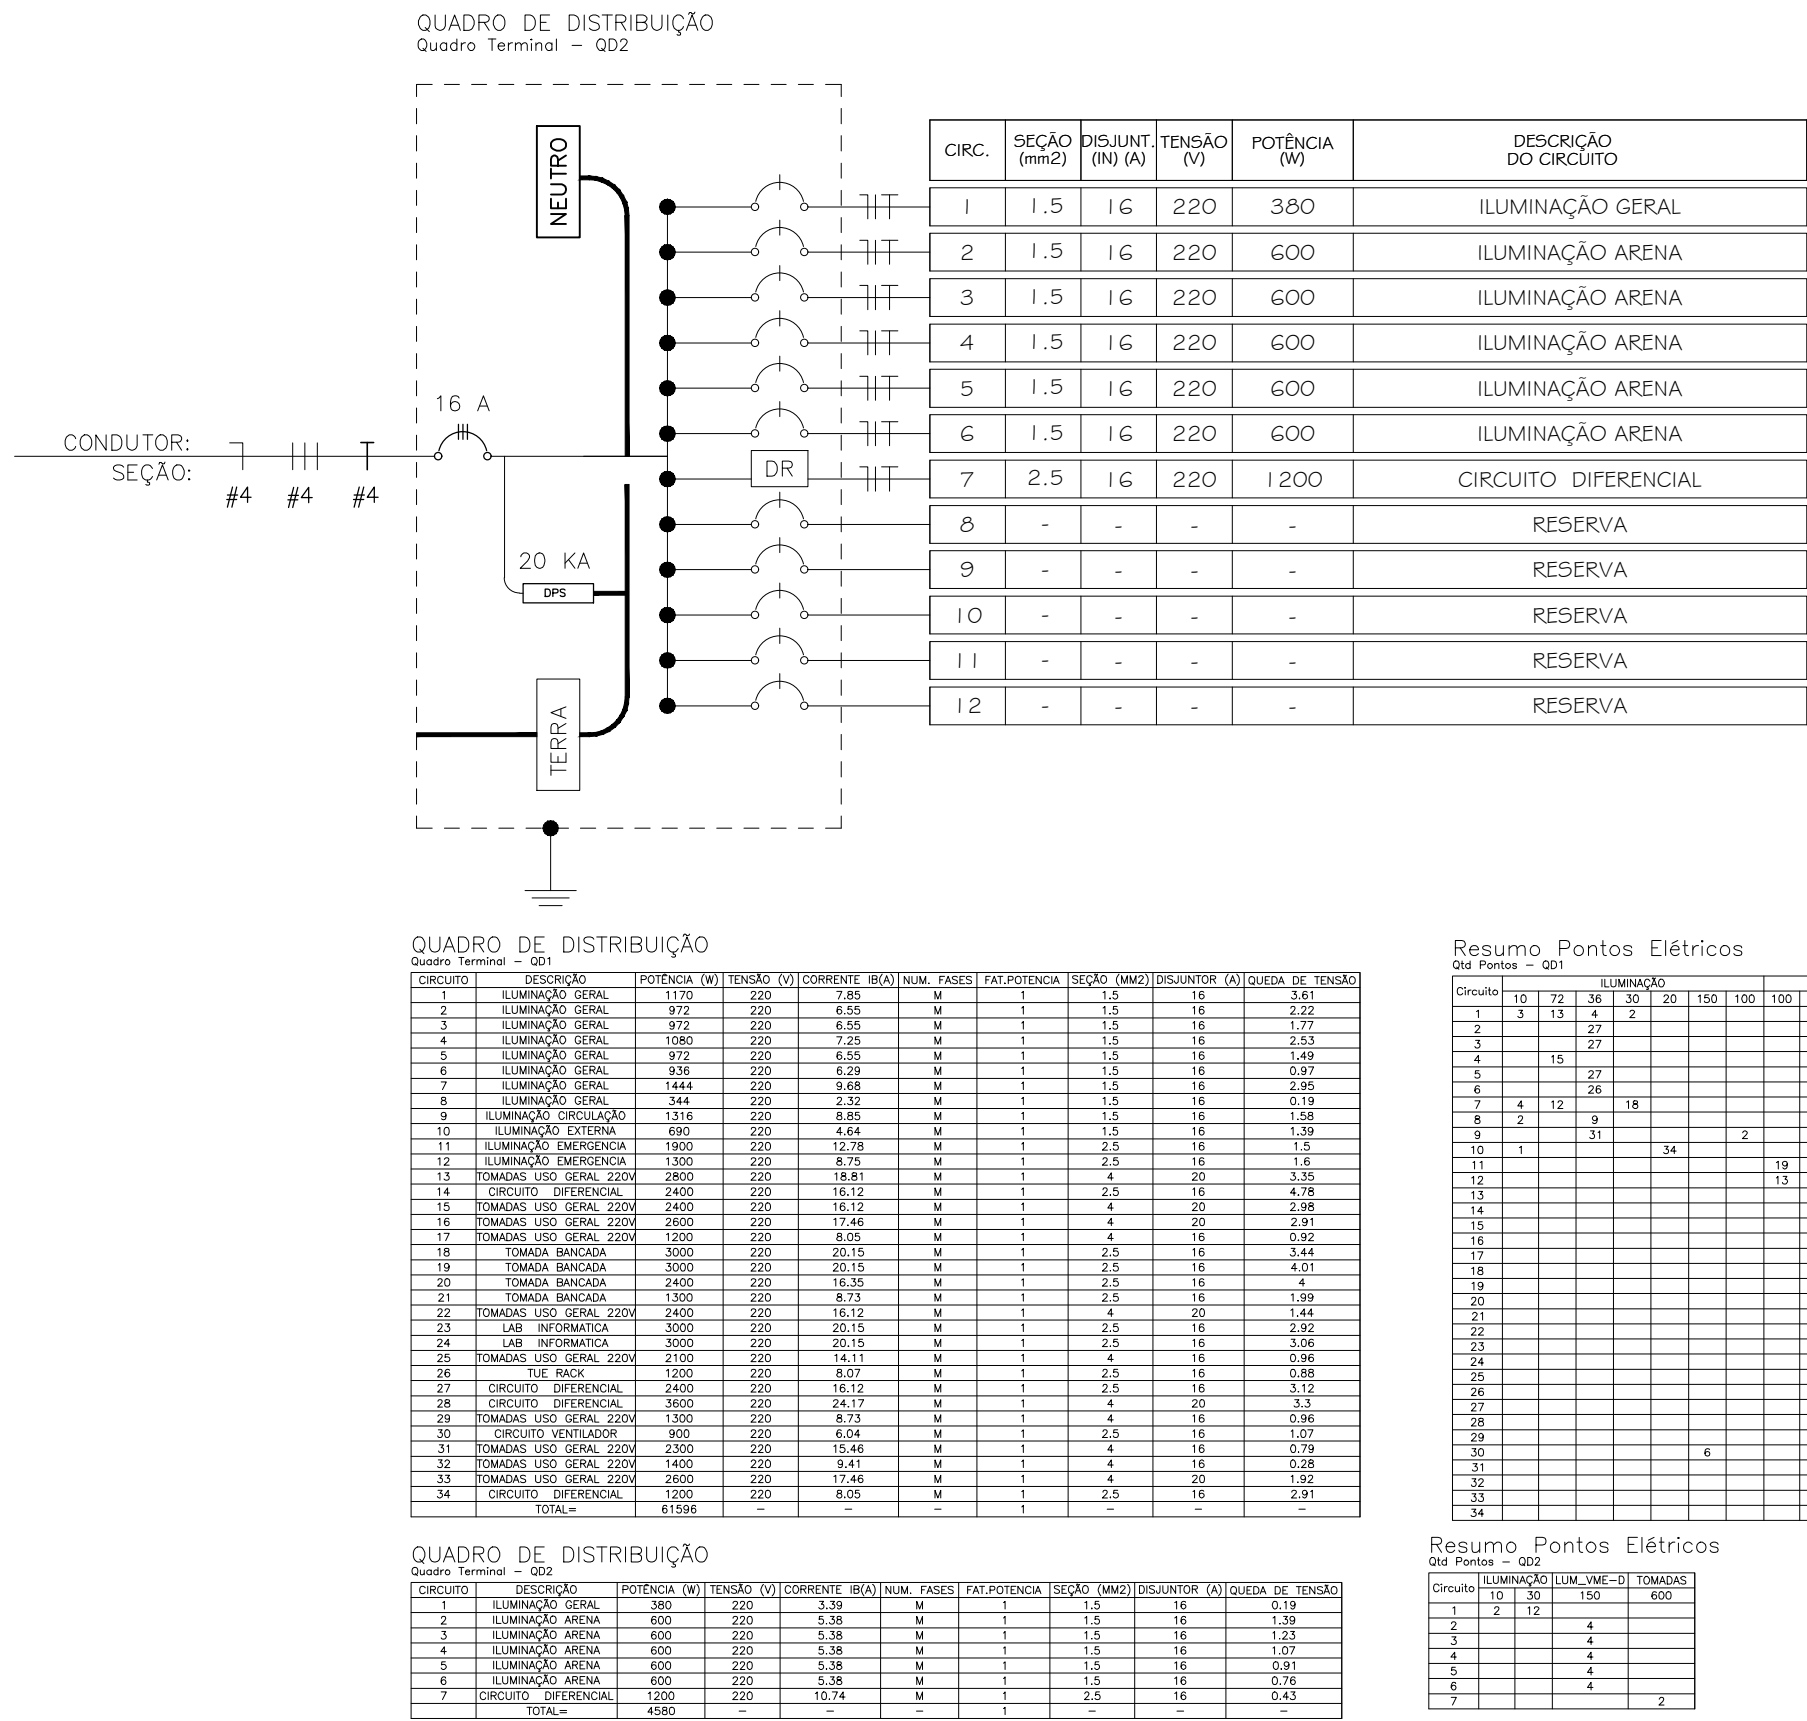 QUADRO DE DISTRIBUIÇÃO
Quadro Terminal - QD2
NEUTRO
16 A
CONDUTOR:
SEÇÃO:
#4 #4 #4
20 KA
DPS
TERRA
DR
CIRC. SEÇÃO (mm2) DISJUNT. (IN) (A) TENSÃO (V) POTÊNCIA (W) DESCRIÇÃO DO CIRCUITO
1 1.5 16 220 380 ILUMINAÇÃO GERAL
2 1.5 16 220 600 ILUMINAÇÃO ARENA
3 1.5 16 220 600 ILUMINAÇÃO ARENA
4 1.5 16 220 600 ILUMINAÇÃO ARENA
5 1.5 16 220 600 ILUMINAÇÃO ARENA
6 1.5 16 220 600 ILUMINAÇÃO ARENA
7 2.5 16 220 1200 CIRCUITO DIFERENCIAL
8 - - - - RESERVA
9 - - - - RESERVA
10 - - - - RESERVA
11 - - - - RESERVA
12 - - - - RESERVA
QUADRO DE DISTRIBUIÇÃO
Quadro Terminal - QD1
CIRCUITO DESCRIÇÃO POTÊNCIA (W) TENSÃO (V) CORRENTE IB(A) NUM. FASES FAT.POTENCIA SEÇÃO (MM2) DISJUNTOR (A) QUEDA DE TENSÃO
1 ILUMINAÇÃO GERAL 1170 220 7.85 M 1 1.5 16 3.61
2 ILUMINAÇÃO GERAL 972 220 6.55 M 1 1.5 16 2.22
3 ILUMINAÇÃO GERAL 972 220 6.55 M 1 1.5 16 1.77
4 ILUMINAÇÃO GERAL 1080 220 7.25 M 1 1.5 16 2.53
5 ILUMINAÇÃO GERAL 972 220 6.55 M 1 1.5 16 1.49
6 ILUMINAÇÃO GERAL 936 220 6.29 M 1 1.5 16 0.97
7 ILUMINAÇÃO GERAL 1444 220 9.68 M 1 1.5 16 2.95
8 ILUMINAÇÃO GERAL 344 220 2.32 M 1 1.5 16 0.19
9 ILUMINAÇÃO CIRCULAÇÃO 1316 220 8.85 M 1 1.5 16 1.58
10 ILUMINAÇÃO EXTERNA 690 220 4.64 M 1 1.5 16 1.39
11 ILUMINAÇÃO EMERGENCIA 1900 220 12.78 M 1 2.5 16 1.5
12 ILUMINAÇÃO EMERGENCIA 1300 220 8.75 M 1 2.5 16 1.6
13 TOMADAS USO GERAL 220V 2800 220 18.81 M 1 4 20 3.35
14 CIRCUITO DIFERENCIAL 2400 220 16.12 M 1 2.5 16 4.78
15 TOMADAS USO GERAL 220V 2400 220 16.12 M 1 4 20 2.98
16 TOMADAS USO GERAL 220V 2600 220 17.46 M 1 4 20 2.91
17 TOMADAS USO GERAL 220V 1200 220 8.05 M 1 4 16 0.92
18 TOMADA BANCADA 3000 220 20.15 M 1 2.5 16 3.44
19 TOMADA BANCADA 3000 220 20.15 M 1 2.5 16 4.01
20 TOMADA BANCADA 2400 220 16.35 M 1 2.5 16 4
21 TOMADA BANCADA 1300 220 8.73 M 1 2.5 16 1.99
22 TOMADAS USO GERAL 220V 2400 220 16.12 M 1 4 20 1.44
23 LAB INFORMATICA 3000 220 20.15 M 1 2.5 16 2.92
24 LAB INFORMATICA 3000 220 20.15 M 1 2.5 16 3.06
25 TOMADAS USO GERAL 220V 2100 220 14.11 M 1 4 16 0.96
26 TUE RACK 1200 220 8.07 M 1 2.5 16 0.88
27 CIRCUITO DIFERENCIAL 2400 220 16.12 M 1 2.5 16 3.12
28 CIRCUITO DIFERENCIAL 3600 220 24.17 M 1 4 20 3.3
29 TOMADAS USO GERAL 220V 1300 220 8.73 M 1 4 16 0.96
30 CIRCUITO VENTILADOR 900 220 6.04 M 1 2.5 16 1.07
31 TOMADAS USO GERAL 220V 2300 220 15.46 M 1 4 16 0.79
32 TOMADAS USO GERAL 220V 1400 220 9.41 M 1 4 16 0.28
33 TOMADAS USO GERAL 220V 2600 220 17.46 M 1 4 20 1.92
34 CIRCUITO DIFERENCIAL 1200 220 8.05 M 1 2.5 16 2.91
TOTAL= 61596 - - - 1 - - -
Resumo Pontos Elétricos
Qtd Pontos - QD1
Circuito ILUMINAÇÃO
10 72 36 30 20 150 100 100
1 3 13 4 2
2 27
3 27
4 15
5 27
6 26
7 4 12 18
8 2 9
9 31 2
10 1 34
11 19
12 13
13
14
15
16
17
18
19
20
21
22
23
24
25
26
27
28
29
30 6
31
32
33
34
QUADRO DE DISTRIBUIÇÃO
Quadro Terminal - QD2
CIRCUITO DESCRIÇÃO POTÊNCIA (W) TENSÃO (V) CORRENTE IB(A) NUM. FASES FAT.POTENCIA SEÇÃO (MM2) DISJUNTOR (A) QUEDA DE TENSÃO
1 ILUMINAÇÃO GERAL 380 220 3.39 M 1 1.5 16 0.19
2 ILUMINAÇÃO ARENA 600 220 5.38 M 1 1.5 16 1.39
3 ILUMINAÇÃO ARENA 600 220 5.38 M 1 1.5 16 1.23
4 ILUMINAÇÃO ARENA 600 220 5.38 M 1 1.5 16 1.07
5 ILUMINAÇÃO ARENA 600 220 5.38 M 1 1.5 16 0.91
6 ILUMINAÇÃO ARENA 600 220 5.38 M 1 1.5 16 0.76
7 CIRCUITO DIFERENCIAL 1200 220 10.74 M 1 2.5 16 0.43
TOTAL= 4580 - - - 1 - - -
Resumo Pontos Elétricos
Qtd Pontos - QD2
Circuito ILUMINAÇÃO LUM_VME-D TOMADAS
10 30 150 600
1 2 12
2 4
3 4
4 4
5 4
6 4
7 2